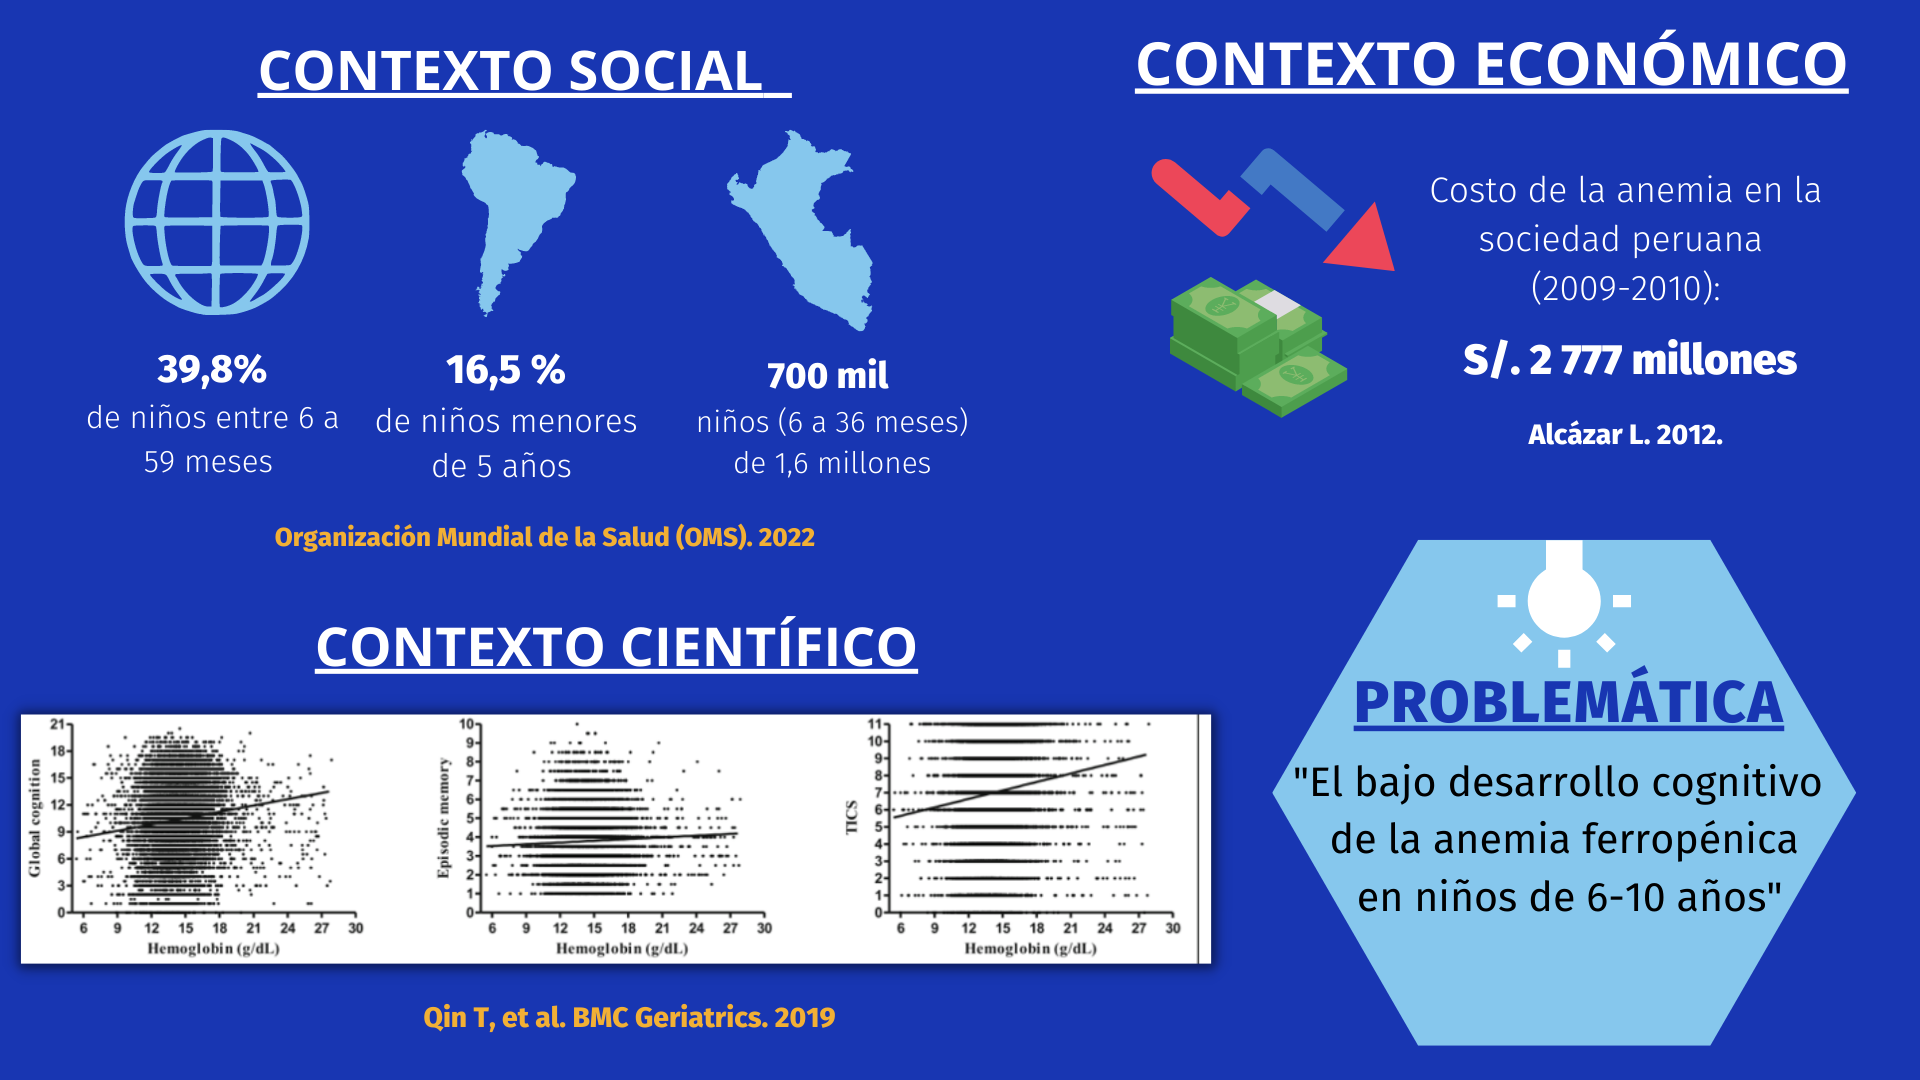 CONTEXTO SOCIAL_
39,8%
de niños entre 6 a
59 meses
16,5 %
de niños menores
de 5 años
700 mil
niños (6 a 36 meses)
de 1,6 millones
Organización Mundial de la Salud (OMS). 2022
CONTEXTO ECONÓMICO
Costo de la anemia en la
sociedad peruana
(2009-2010):
S/. 2 777 millones
Alcázar L. 2012.
CONTEXTO CIENTÍFICO
Global cognition
21
18
15
12
9
6
3
0
6 9 12 15 18 21 24 27 30
Hemoglobin (g/dL)
Episodic memory
10
9
8
7
6
5
4
3
2
1
0
6 9 12 15 18 21 24 27 30
Hemoglobin (g/dL)
TICS
11
10
9
8
7
6
5
4
3
2
1
0
6 9 12 15 18 21 24 27 30
Hemoglobin (g/dL)
Qin T, et al. BMC Geriatrics. 2019
PROBLEMÁTICA
"El bajo desarrollo cognitivo
de la anemia ferropénica
en niños de 6-10 años"